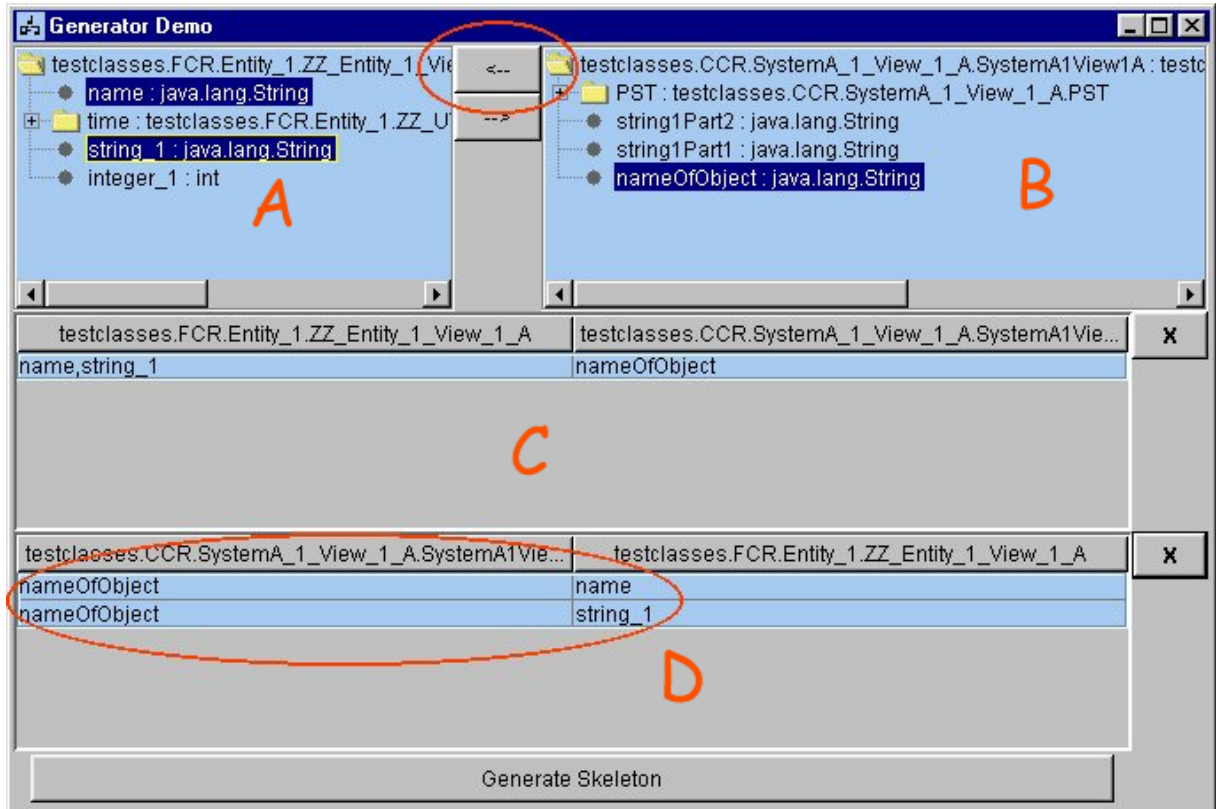 Generator Demo
testclasses.FCR.Entity_1.ZZ_Entity_1_Vie
name : java.lang.String
time : testclasses.FCR.Entity_1.ZZ_U
string_1 : java.lang.String
integer_1 : int
A
<--
-->
testclasses.CCR.SystemA_1_View_1_A.SystemA1View1A : testc
PST : testclasses.CCR.SystemA_1_View_1_A.PST
string1Part2 : java.lang.String
string1Part1 : java.lang.String
nameOfObject : java.lang.String
B
testclasses.FCR.Entity_1.ZZ_Entity_1_View_1_A testclasses.CCR.SystemA_1_View_1_A.SystemA1Vie... X
name,string_1 nameOfObject
C
testclasses.CCR.SystemA_1_View_1_A.SystemA1Vie... testclasses.FCR.Entity_1.ZZ_Entity_1_View_1_A X
nameOfObject name
nameOfObject string_1
D
Generate Skeleton